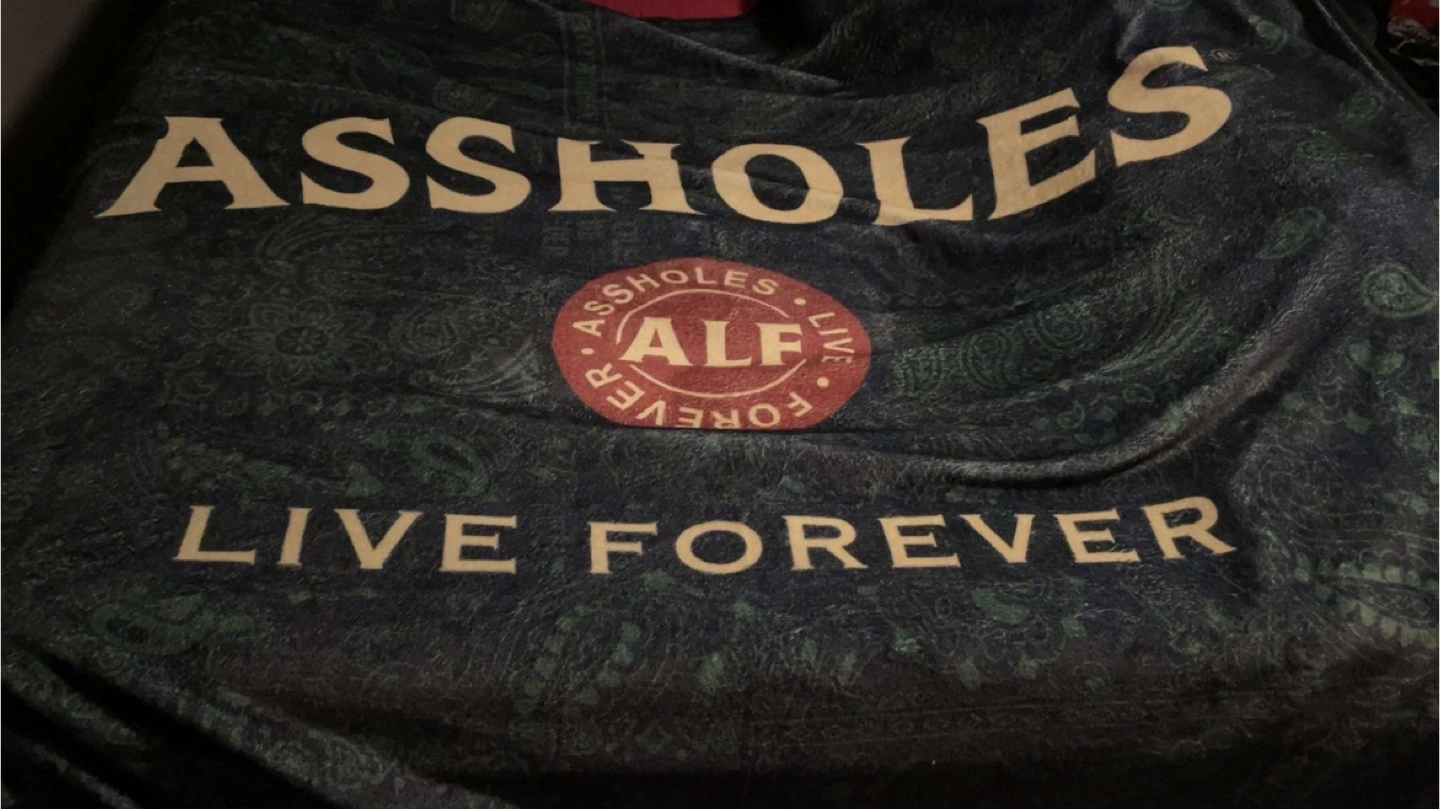 ASSHOLES®
ASSHOLES • LIVE • FOREVER •
ALF
LIVE FOREVER